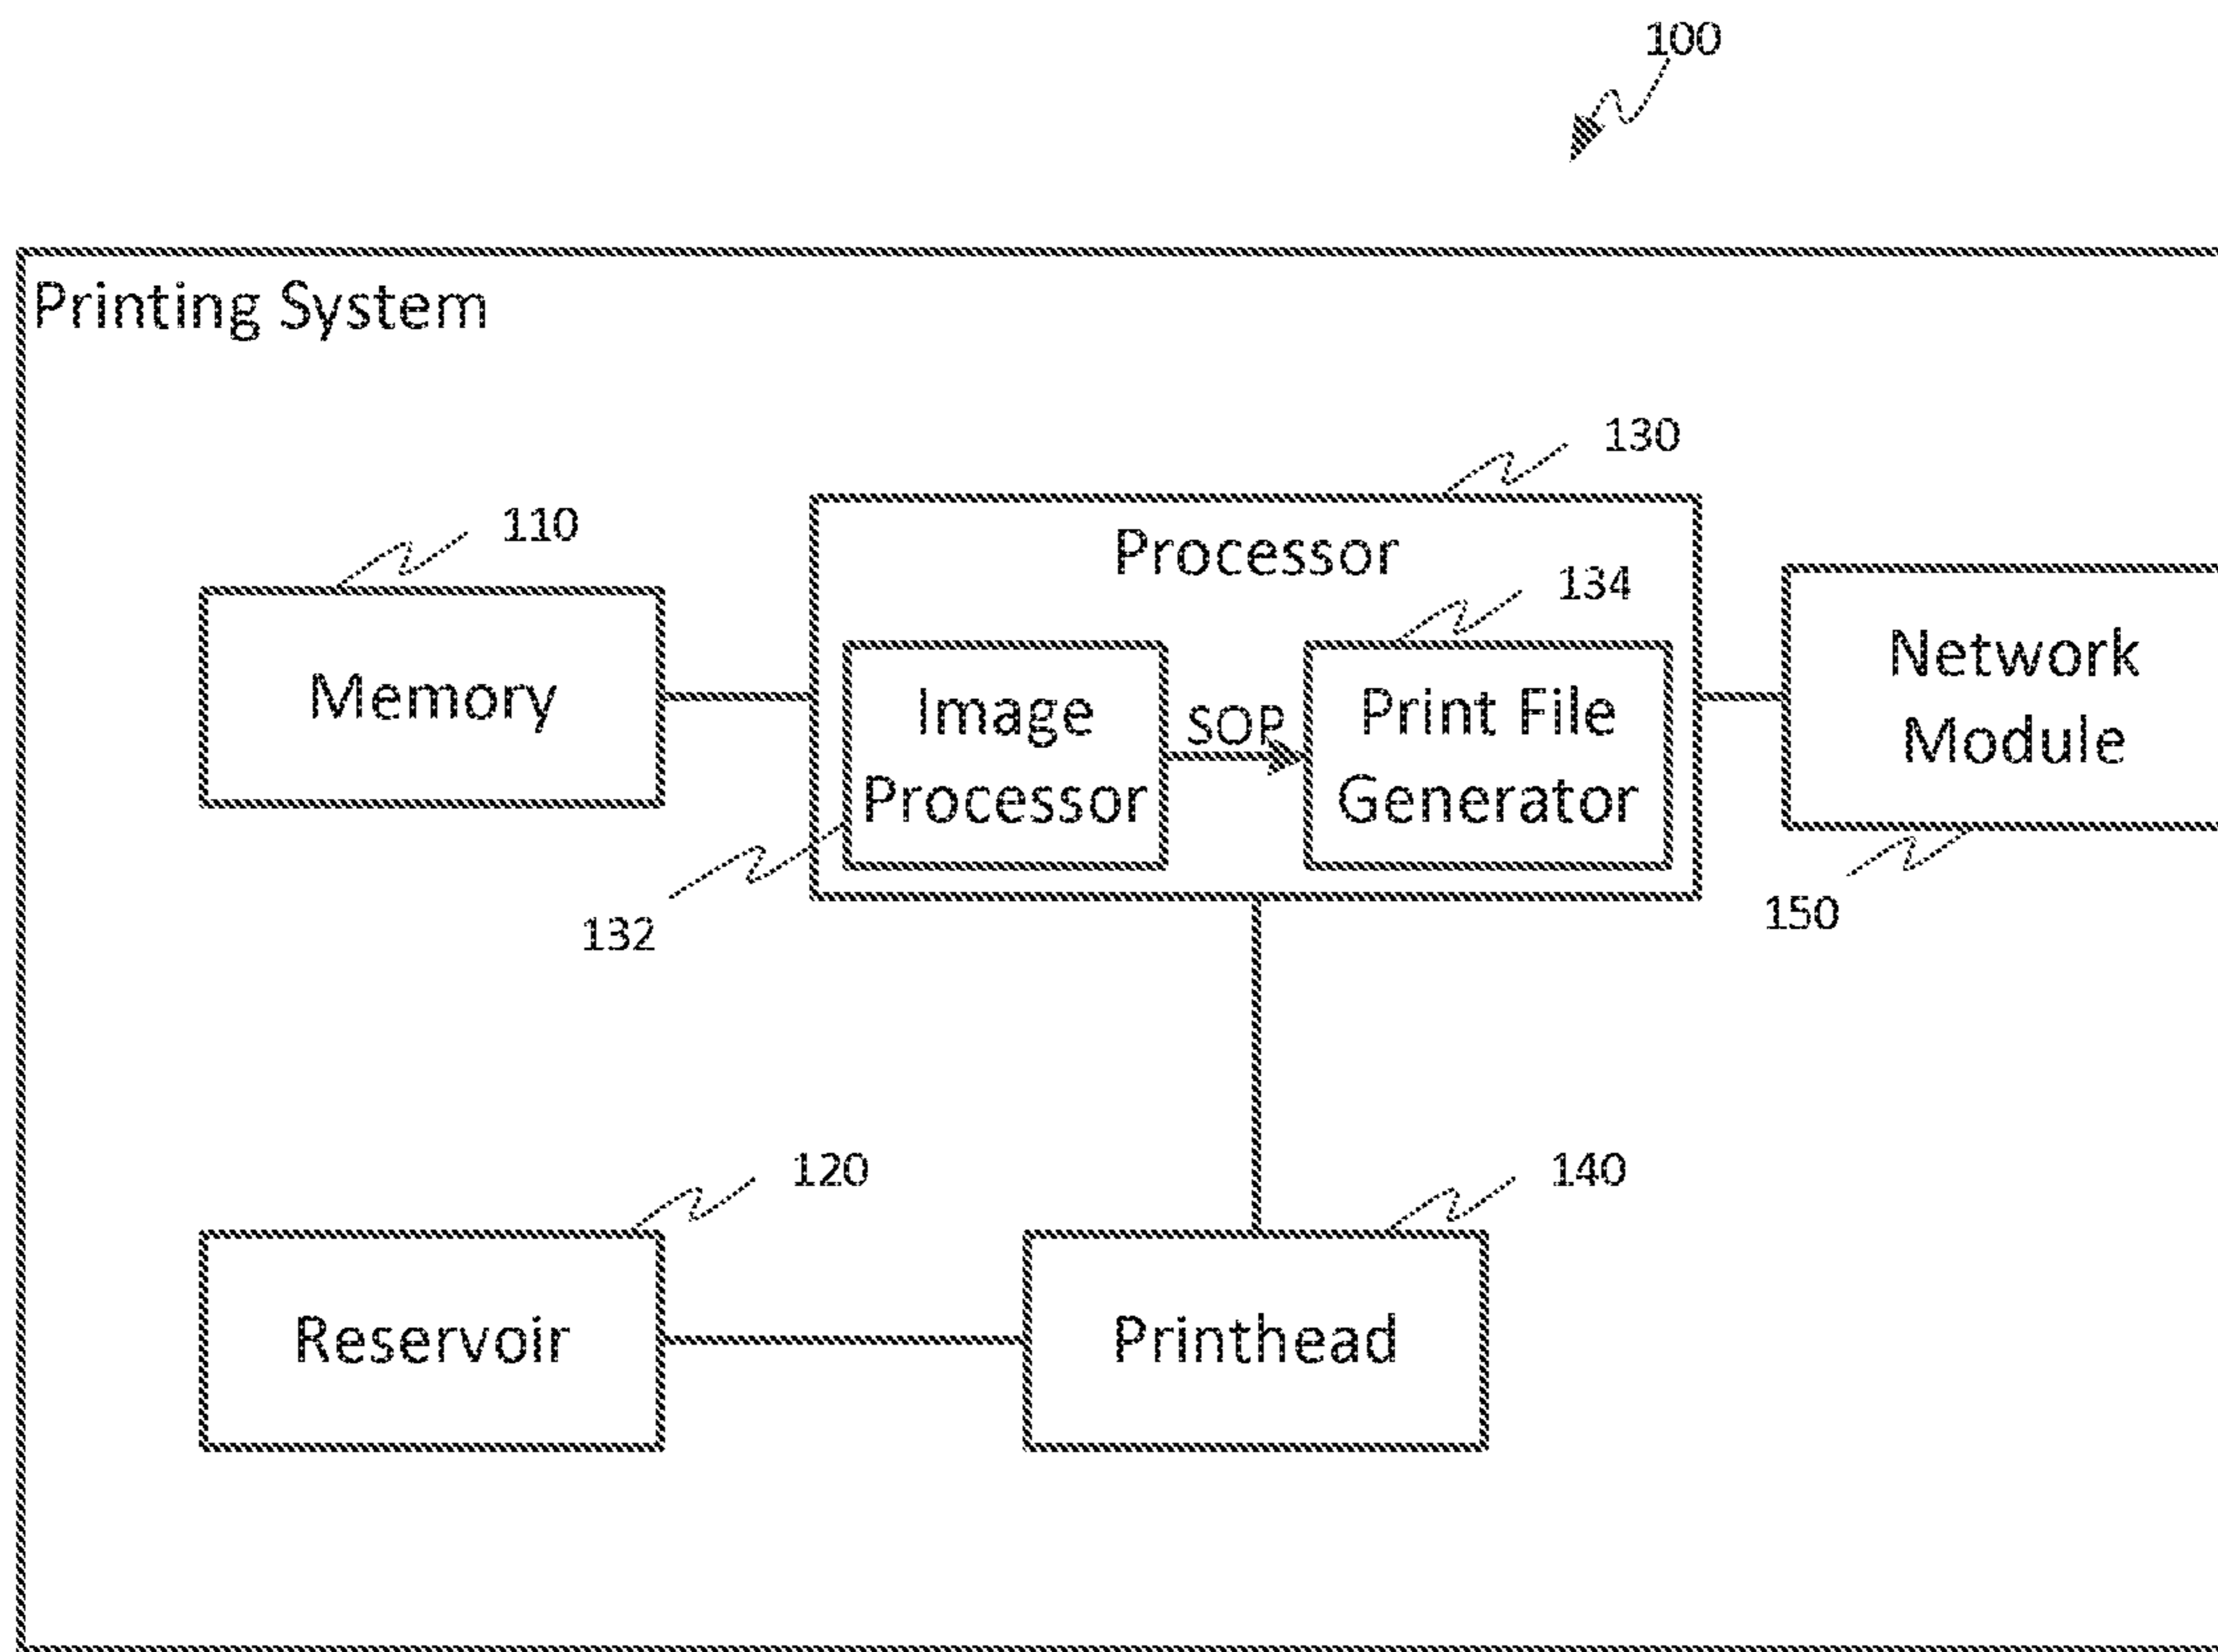 100
Printing System
130
110
Processor
134
Memory
Image
Processor
SOP
Print File
Generator
Network
Module
132
150
120
140
Reservoir
Printhead